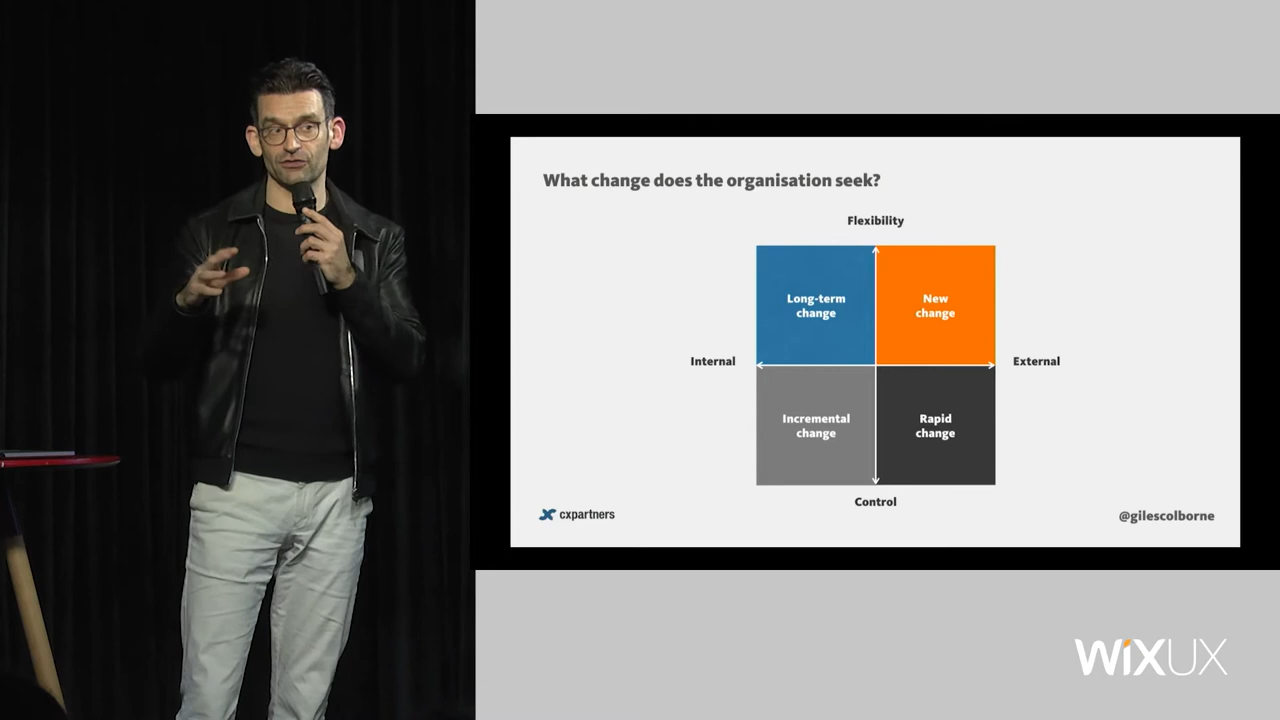 What change does the organisation seek?
Flexibility
Long-term
change
New
change
Internal
External
Incremental
change
Rapid
change
Control
cxpartners
@gilescolborne
WiXUX